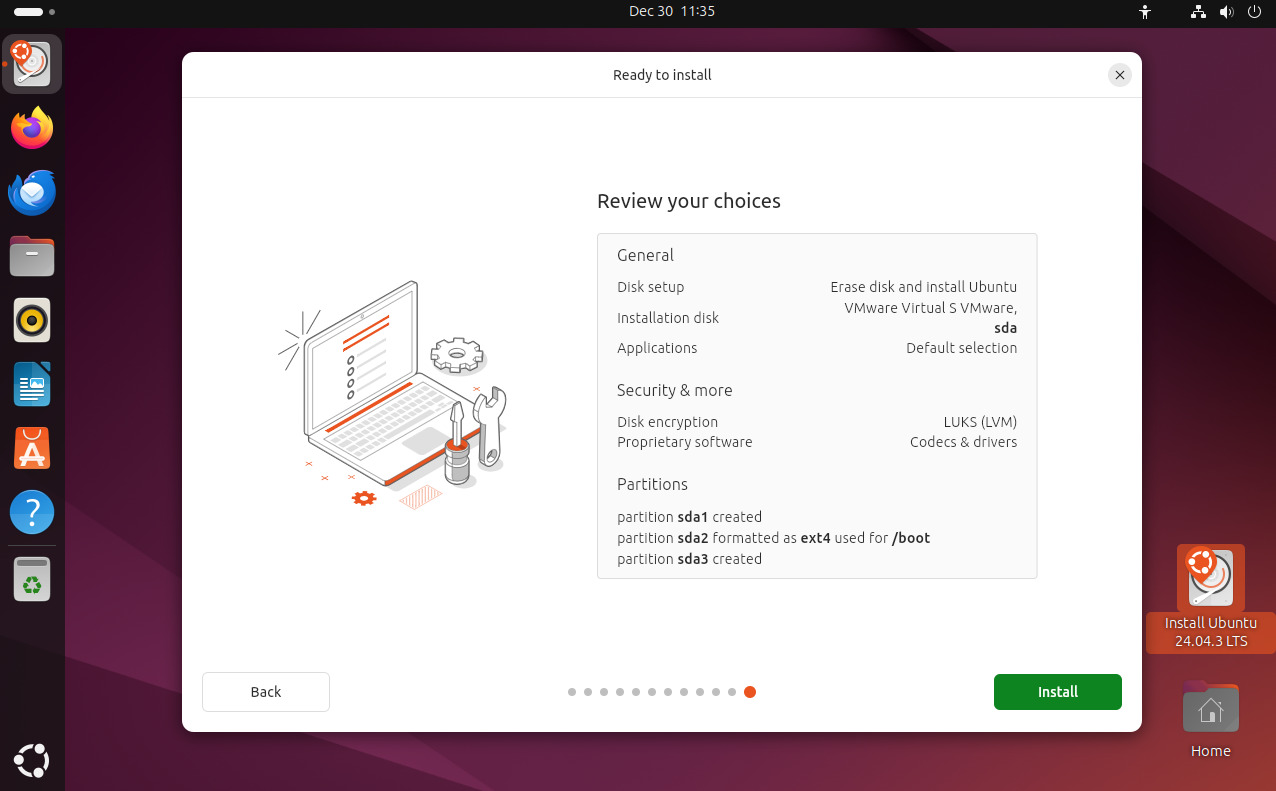 Dec 30 11:35
Ready to install
Review your choices
General
Disk setup Erase disk and install Ubuntu
Installation disk VMware Virtual S VMware,
sda
Applications Default selection
Security & more
Disk encryption LUKS (LVM)
Proprietary software Codecs & drivers
Partitions
partition sda1 created
partition sda2 formatted as ext4 used for /boot
partition sda3 created
Back
Install
Install Ubuntu
24.04.3 LTS
Home